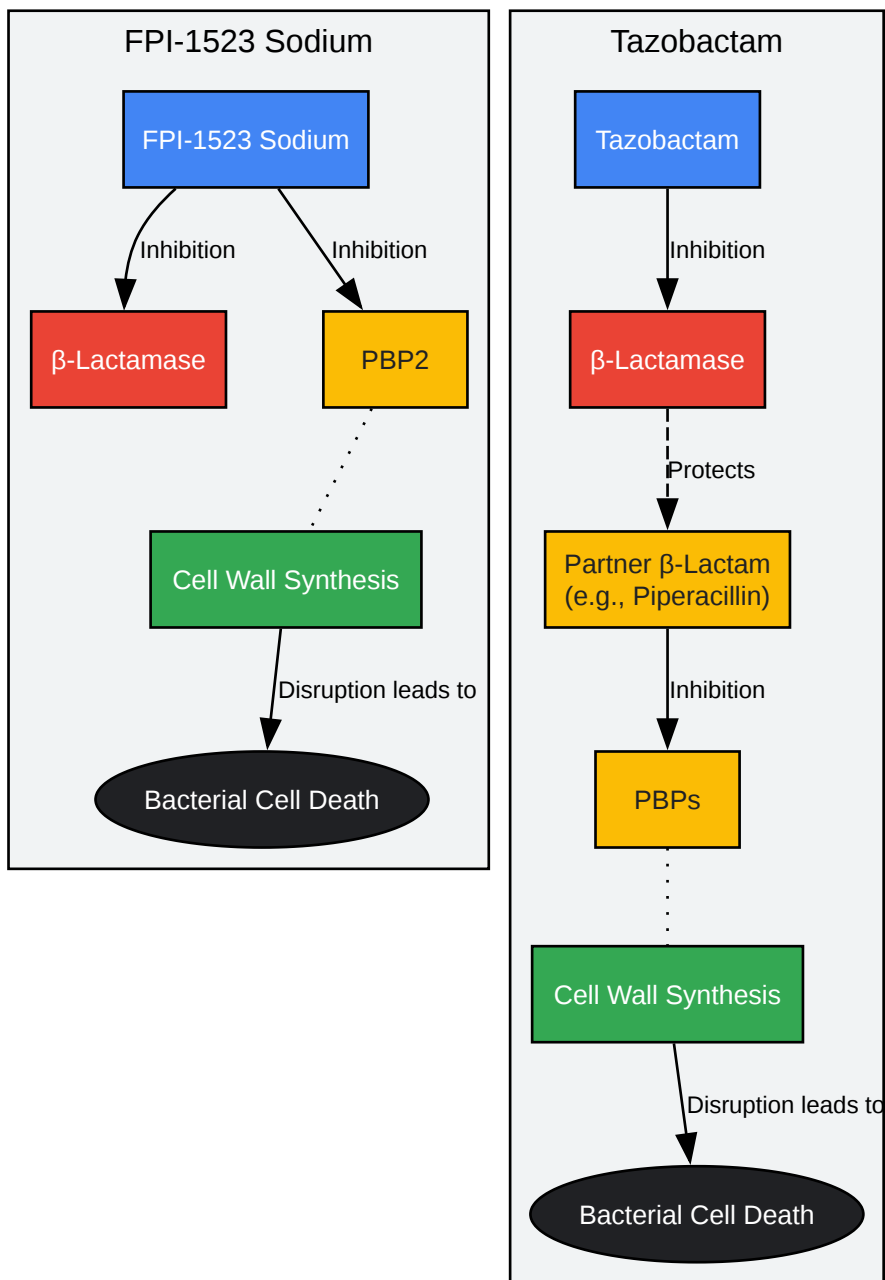 FPI-1523 Sodium
FPI-1523 Sodium
Inhibition
Inhibition
β-Lactamase
PBP2
Cell Wall Synthesis
Disruption leads to
Bacterial Cell Death
Tazobactam
Tazobactam
Inhibition
β-Lactamase
Protects
Partner β-Lactam
(e.g., Piperacillin)
Inhibition
PBPs
Cell Wall Synthesis
Disruption leads to
Bacterial Cell Death